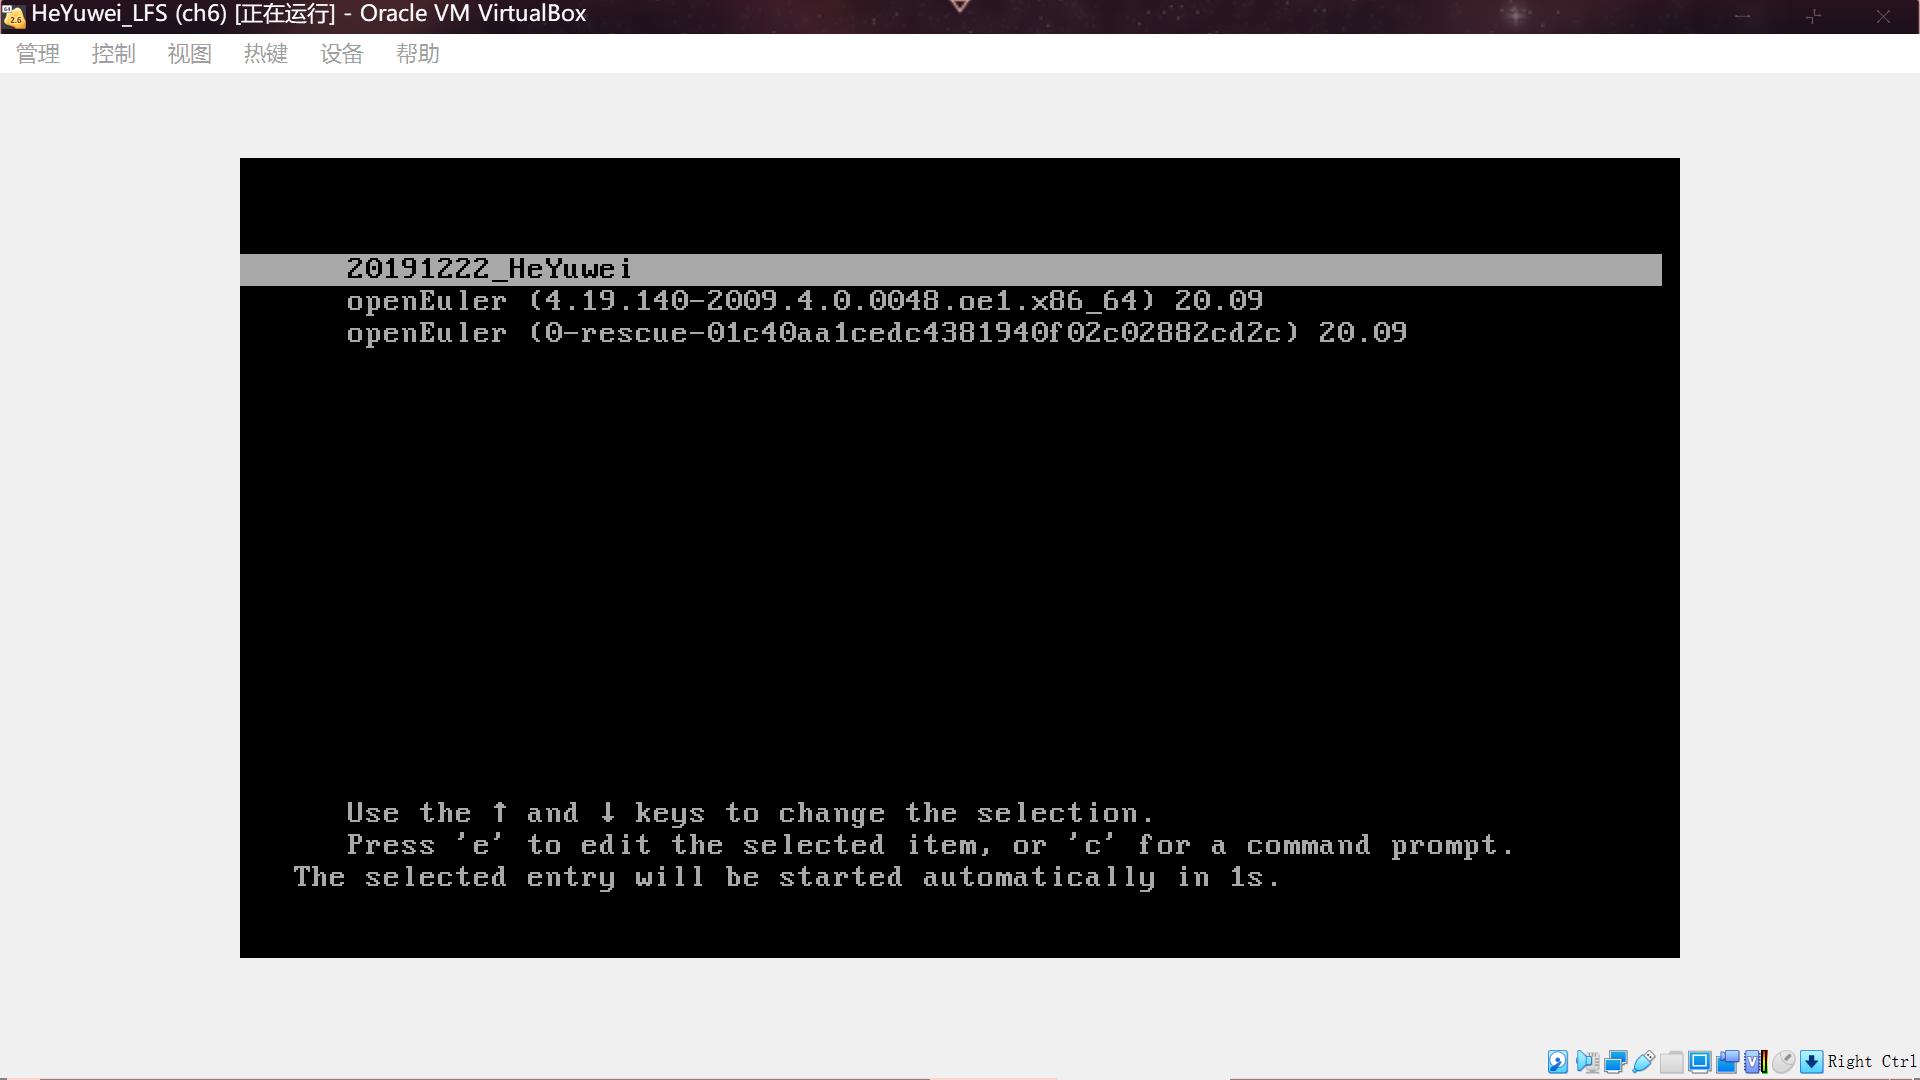 HeYuwei_LFS (ch6) [正在运行] - Oracle VM VirtualBox
管理 控制 视图 热键 设备 帮助
20191222_HeYuwei
openEuler (4.19.140-2009.4.0.0048.oe1.x86_64) 20.09
openEuler (0-rescue-01c40aa1cedc4381940f02c02882cd2c) 20.09
Use the ↑ and ↓ keys to change the selection.
Press 'e' to edit the selected item, or 'c' for a command prompt.
The selected entry will be started automatically in 1s.
Right Ctrl